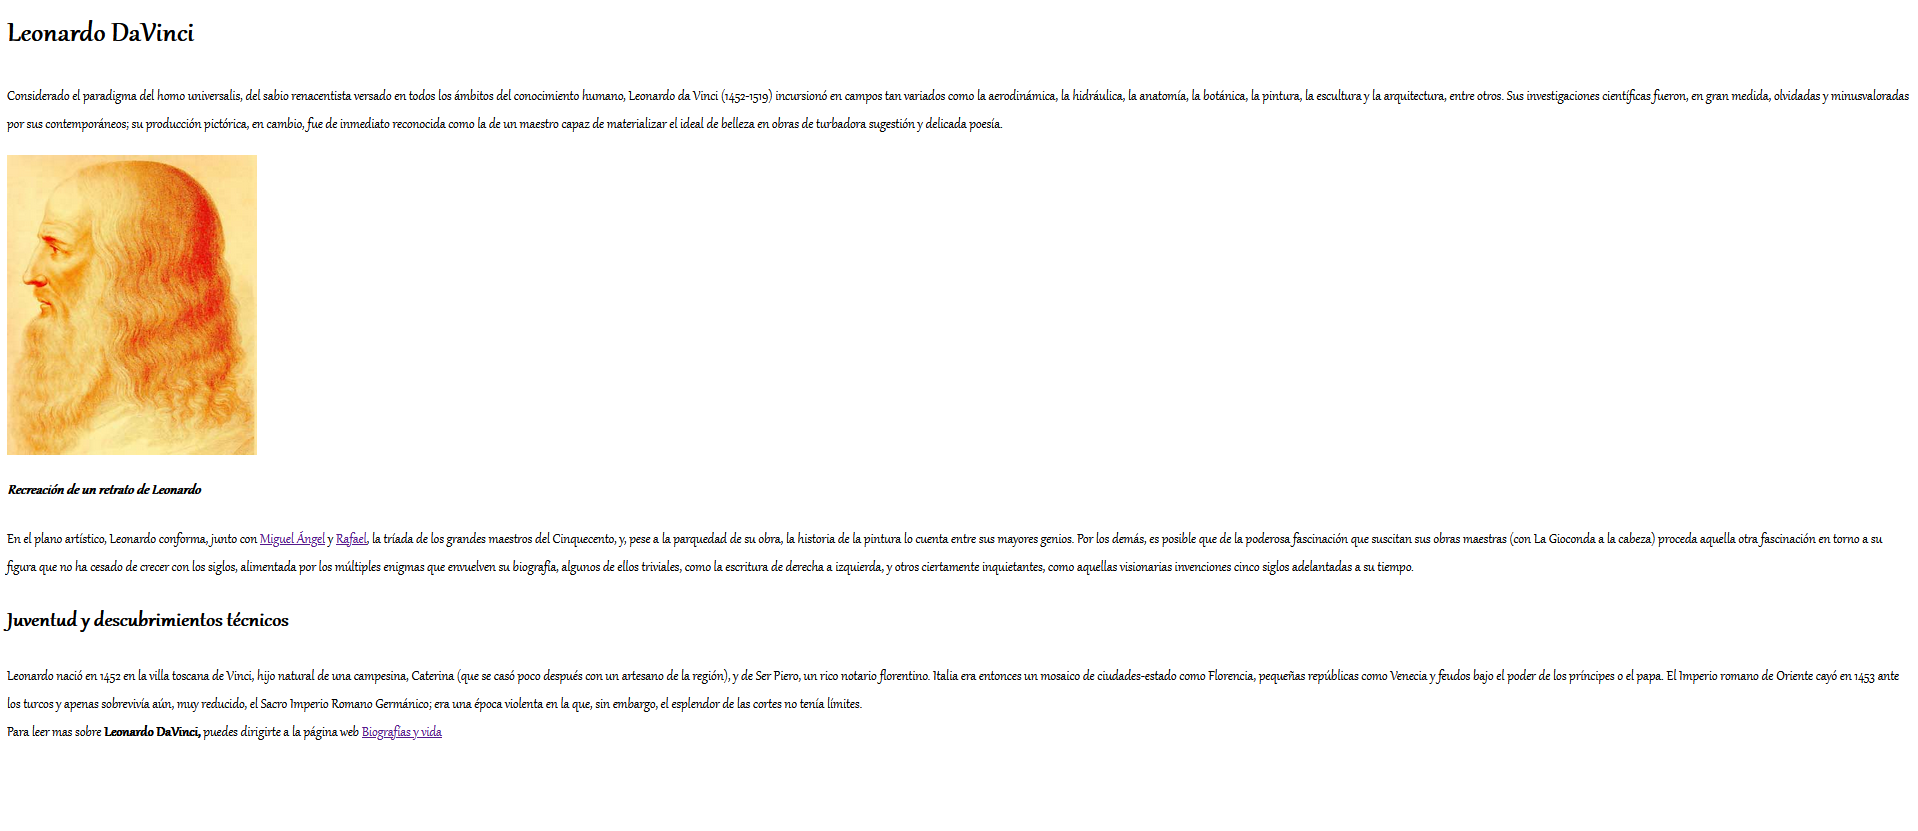 Leonardo DaVinci
Considerado el paradigma del homo universalis, del sabio renacentista versado en todos los ámbitos del conocimiento humano, Leonardo da Vinci (1452-1519) incursionó en campos tan variados como la aerodinámica, la hidráulica, la anatomía, la botánica, la pintura, la escultura y la arquitectura, entre otros. Sus investigaciones científicas fueron, en gran medida, olvidadas y minusvaloradas
por sus contemporáneos; su producción pictórica, en cambio, fue de inmediato reconocida como la de un maestro capaz de materializar el ideal de belleza en obras de turbadora sugestión y delicada poesía.
Recreación de un retrato de Leonardo
En el plano artístico, Leonardo conforma, junto con Miguel Ángel y Rafael, la tríada de los grandes maestros del Cinquecento, y, pese a la parquedad de su obra, la historia de la pintura lo cuenta entre sus mayores genios. Por los demás, es posible que de la poderosa fascinación que suscitan sus obras maestras (con La Gioconda a la cabeza) proceda aquella otra fascinación en torno a su
figura que no ha cesado de crecer con los siglos, alimentada por los múltiples enigmas que envuelven su biografía, algunos de ellos triviales, como la escritura de derecha a izquierda, y otros ciertamente inquietantes, como aquellas visionarias invenciones cinco siglos adelantadas a su tiempo.
Juventud y descubrimientos técnicos
Leonardo nació en 1452 en la villa toscana de Vinci, hijo natural de una campesina, Caterina (que se casó poco después con un artesano de la región), y de Ser Piero, un rico notario florentino. Italia era entonces un mosaico de ciudades-estado como Florencia, pequeñas repúblicas como Venecia y feudos bajo el poder de los príncipes o el papa. El Imperio romano de Oriente cayó en 1453 ante
los turcos y apenas sobrevivía aún, muy reducido, el Sacro Imperio Romano Germánico; era una época violenta en la que, sin embargo, el esplendor de las cortes no tenía límites.
Para leer mas sobre Leonardo DaVinci, puedes dirigirte a la página web Biografías y vida